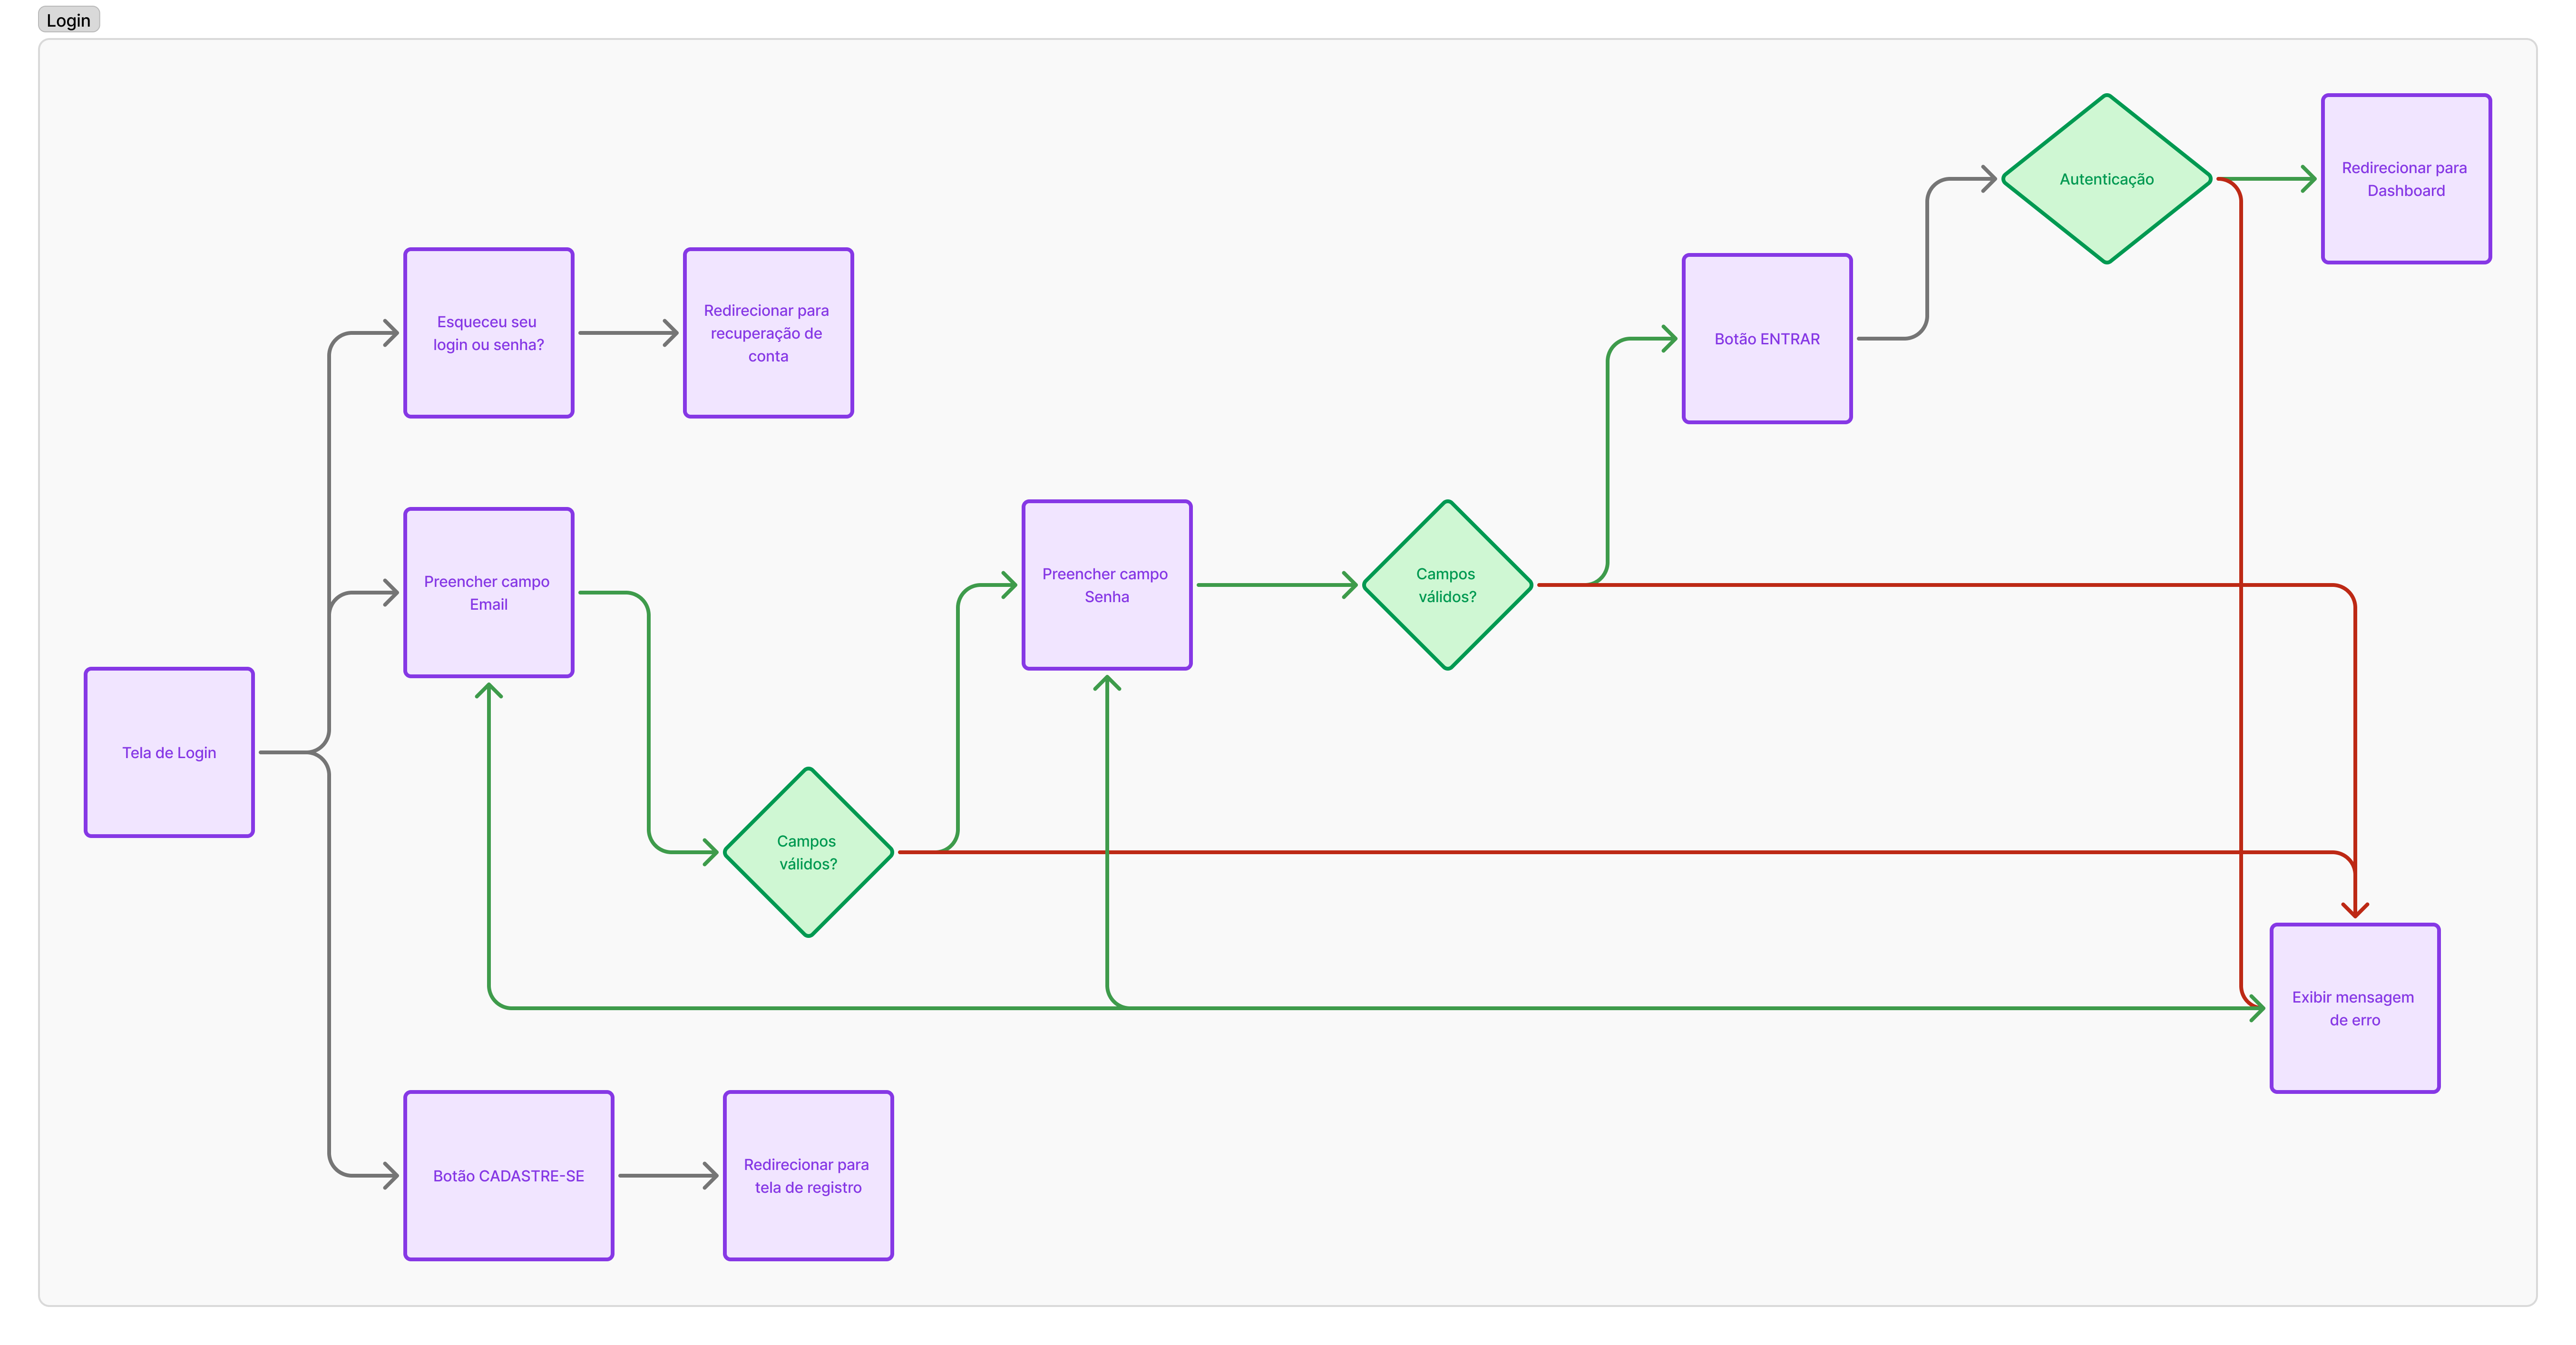 Login
Autenticação
Redirecionar para
Dashboard
Esqueceu seu
login ou senha?
Redirecionar para
recuperação de
conta
Botão ENTRAR
Preencher campo
Email
Preencher campo
Senha
Campos
válidos?
Tela de Login
Campos
válidos?
Exibir mensagem
de erro
Botão CADASTRE-SE
Redirecionar para
tela de registro